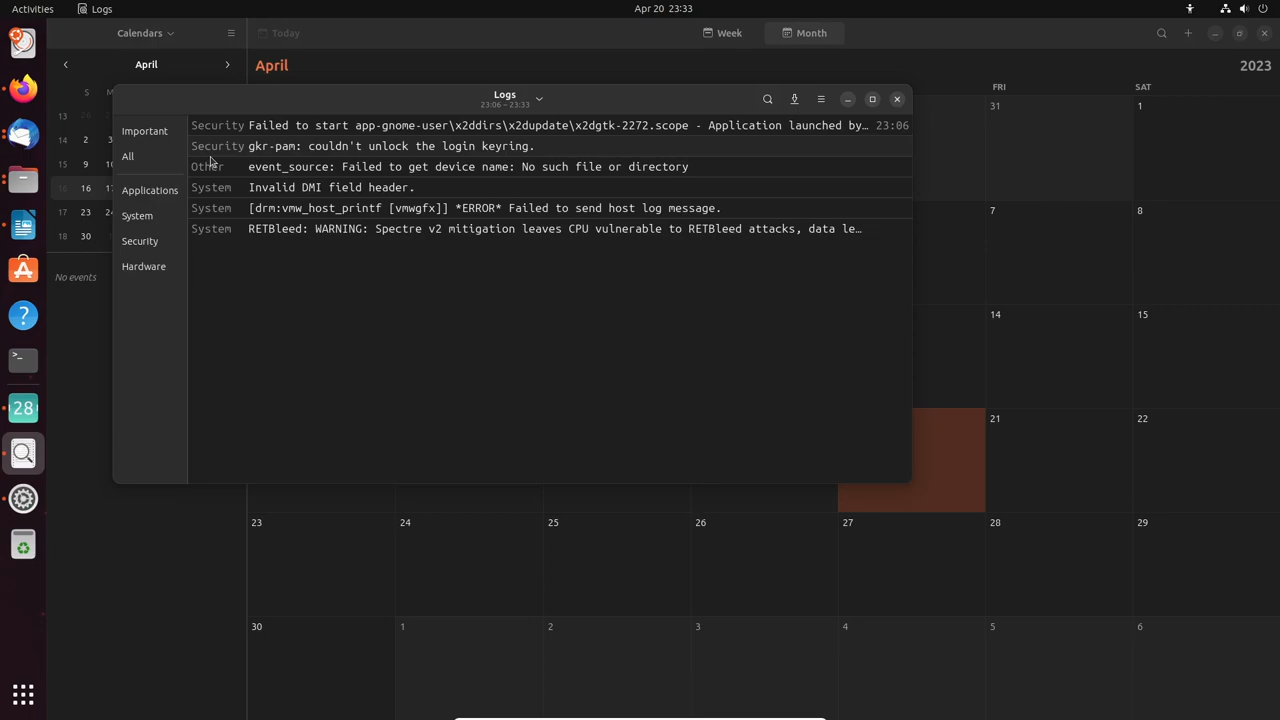 Activities
Logs
Apr 20 23:33
Calendars
Today
Week
Month
April
April
2023
S
M
FRI
SAT
13
26
14
2
9
15
9
10
16
16
17
17
23
24
18
30
No events
Logs
23:06 – 23:33
Important
All
Applications
System
Security
Hardware
Security Failed to start app-gnome-user\x2ddirs\x2dupdate\x2dgtk-2272.scope - Application launched by… 23:06
Security gkr-pam: couldn't unlock the login keyring.
Other event_source: Failed to get device name: No such file or directory
System Invalid DMI field header.
System [drm:vmw_host_printf [vmwgfx]] *ERROR* Failed to send host log message.
System RETBleed: WARNING: Spectre v2 mitigation leaves CPU vulnerable to RETBleed attacks, data le…
31
1
7
8
14
15
21
22
23
24
25
26
27
28
29
30
1
2
3
4
5
6
28